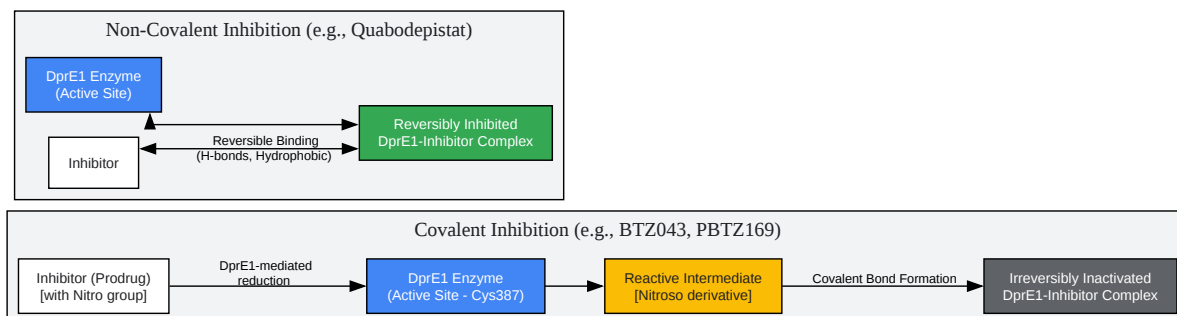 Non-Covalent Inhibition (e.g., Quabodepistat)
DprE1 Enzyme
(Active Site)
Inhibitor
Reversible Binding
(H-bonds, Hydrophobic)
Reversibly Inhibited
DprE1-Inhibitor Complex
Covalent Inhibition (e.g., BTZ043, PBTZ169)
Inhibitor (Prodrug)
[with Nitro group]
DprE1-mediated
reduction
DprE1 Enzyme
(Active Site - Cys387)
Reactive Intermediate
[Nitroso derivative]
Covalent Bond Formation
Irreversibly Inactivated
DprE1-Inhibitor Complex